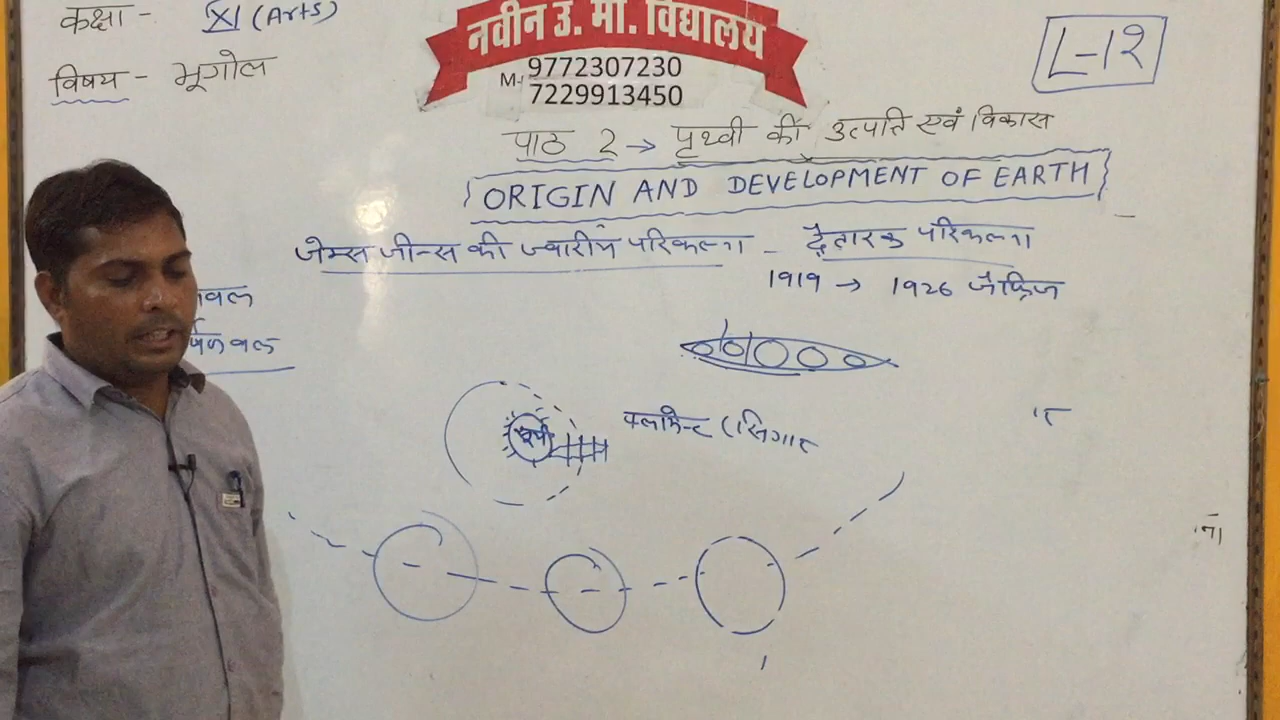 कक्षा - XI (Arts)
विषय - भूगोल
नवीन उ. मा. विद्यालय
M.- 9772307230
7229913450
L-12
पाठ 2 → पृथ्वी की उत्पत्ति एवं विकास
ORIGIN AND DEVELOPMENT OF EARTH
जेम्स जीन्स की ज्वारीय परिकल्पना - द्वैतारक परिकल्पना
1919 → 1926 जैफ्रिज
सूर्य
फ्लामेन्ट (सिगार